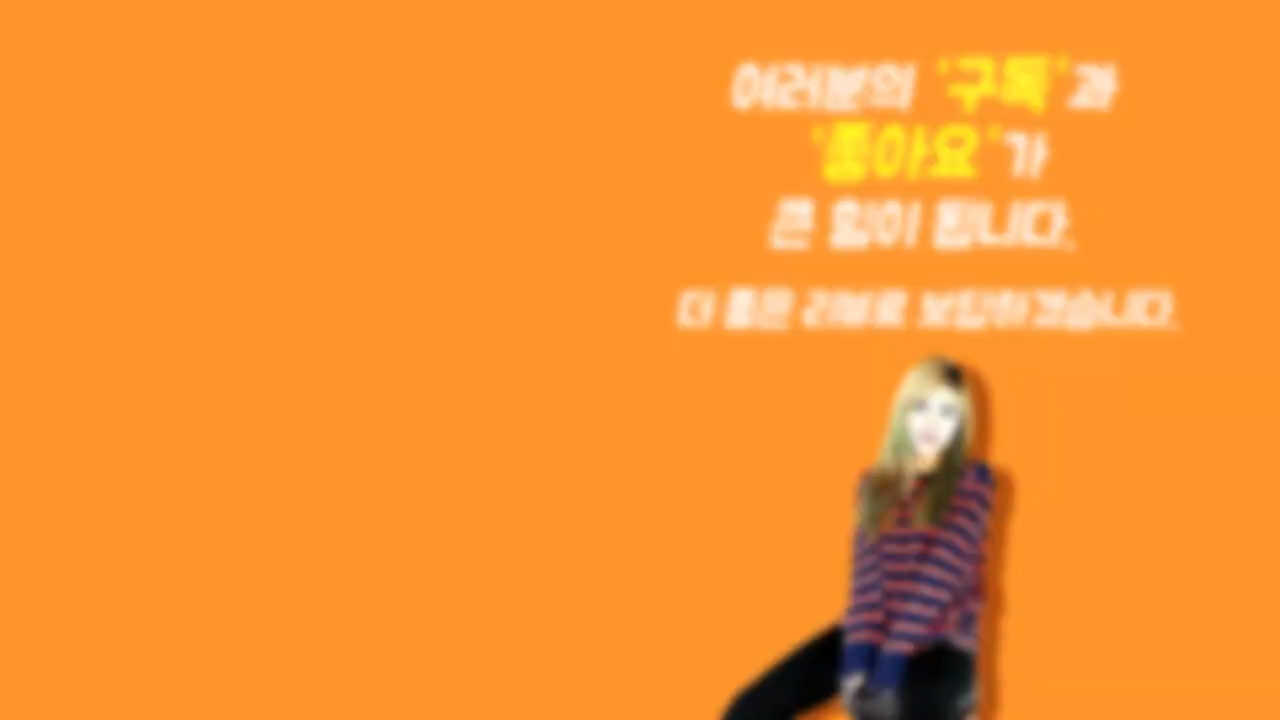 여러분의 '구독'과
'좋아요'가
큰 힘이 됩니다.
더 좋은 리뷰로 보답하겠습니다.